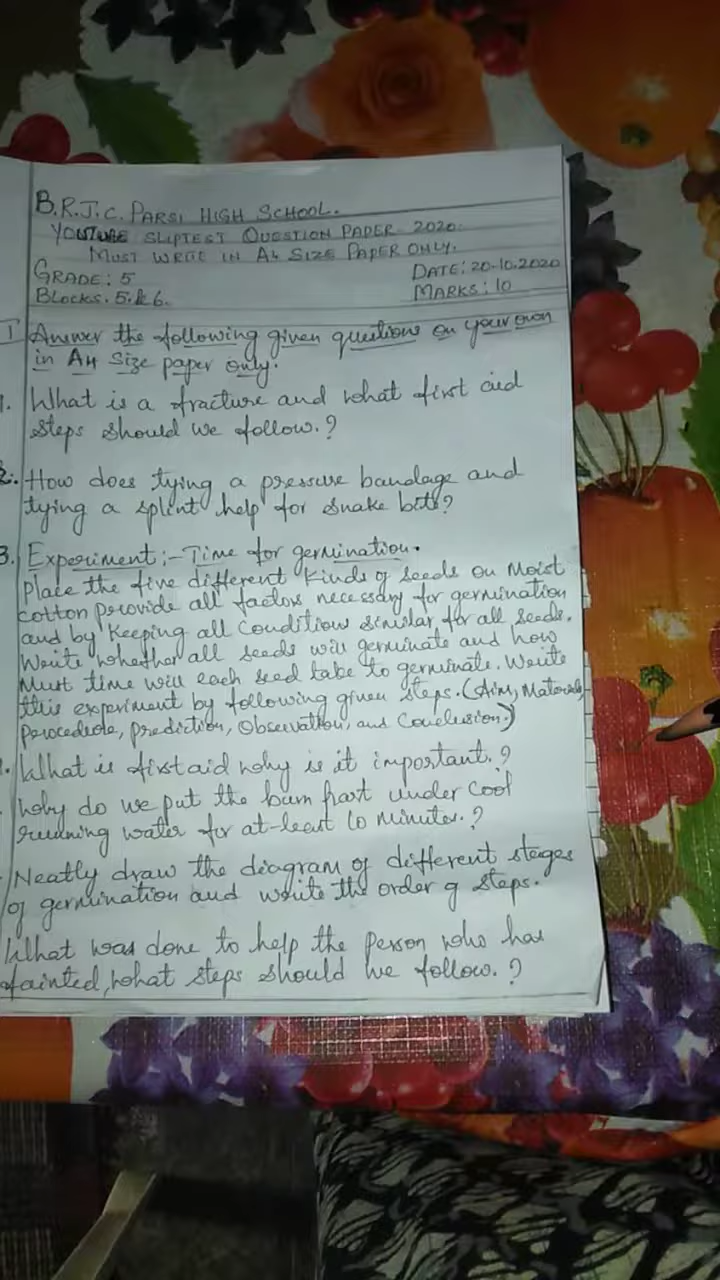 B.R.J.C. PARSI HIGH SCHOOL.
YOUTUBE SLIPTEST QUESTION PAPER 2020.
MUST WRITE IN A4 SIZE PAPER ONLY.
GRADE: 5 DATE: 20.10.2020
BLOCKS. 5.& 6. MARKS: 10
I Answer the following given questions on your own
in A4 Size paper only.
1. What is a fracture and what first aid
steps should we follow.?
2. How does tying a pressure bandage and
tying a splint help for snake bite?
3. Experiment:- Time for germination.
Place the five different kinds of seeds on Moist
cotton provide all factors necessary for germination
and by keeping all conditions similar for all seeds.
Write whether all seeds will germinate and how
Must time will each seed take to germinate. Write
this experiment by following given steps. (Aim, Materials,
procedure, prediction, Observation, and Conclusion)
What is first aid why is it important.?
Why do we put the burn part under cool
running water for at-least 10 minutes.?
Neatly draw the diagram of different stages
of germination and write the order of steps.
What was done to help the person who has
fainted, what steps should we follow.?